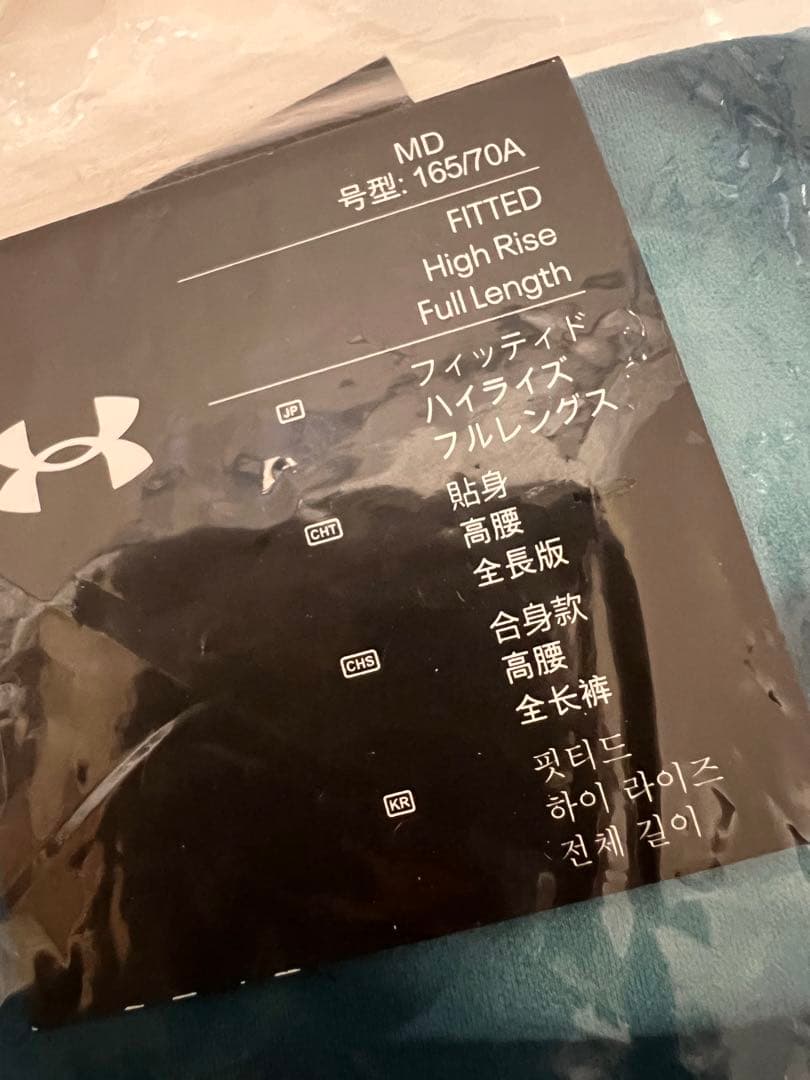 MD
号型: 165/70A
FITTED
High Rise
Full Length
JP
フィッティド
ハイライズ
フルレングス
CHT
貼身
高腰
全長版
CHS
合身款
高腰
全长裤
KR
핏티드
하이 라이즈
전체 길이